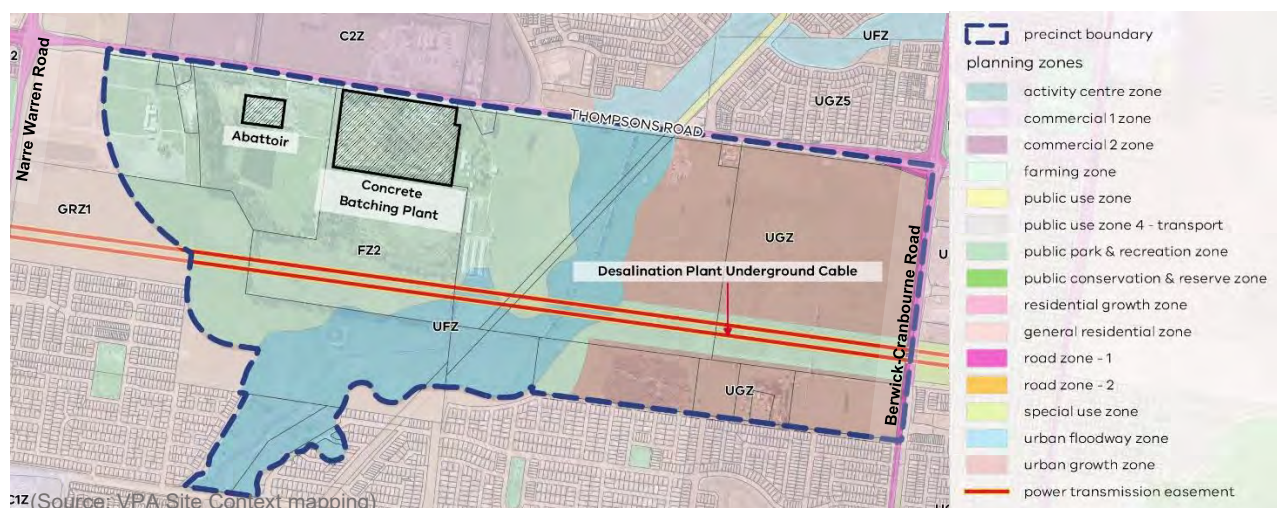 C2Z
UFZ
2
UGZ5
THOMPSONS ROAD
Narre Warren Road
Abattoir
Concrete
Batching Plant
GRZ1
FZ2
UGZ
U
Desalination Plant Underground Cable
Berwick-Cranbourne Road
UFZ
UGZ
C1Z
(Source: VPA Site Context mapping)
precinct boundary
planning zones
activity centre zone
commercial 1 zone
commercial 2 zone
farming zone
public use zone
public use zone 4 - transport
public park & recreation zone
public conservation & reserve zone
residential growth zone
general residential zone
road zone - 1
road zone - 2
special use zone
urban floodway zone
urban growth zone
power transmission easement